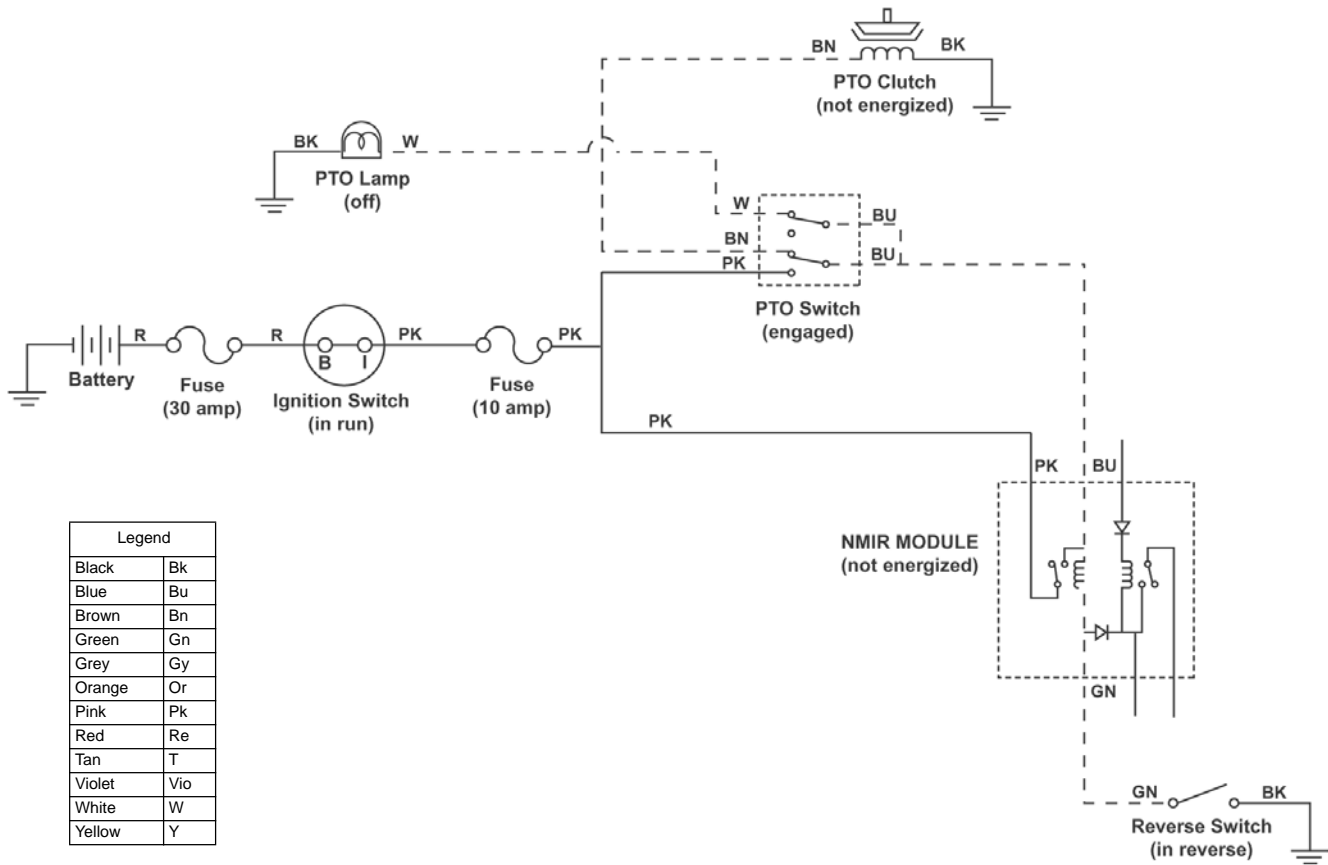 BN
BK
PTO Clutch
(not energized)
BK
W
PTO Lamp
(off)
W
BU
BN
BU
PK
PTO Switch
(engaged)
R
R
PK
PK
B
I
Battery
Fuse
(30 amp)
Ignition Switch
(in run)
Fuse
(10 amp)
PK
PK
BU
NMIR MODULE
(not energized)
GN
GN
BK
Reverse Switch
(in reverse)
Legend
Black Bk
Blue Bu
Brown Bn
Green Gn
Grey Gy
Orange Or
Pink Pk
Red Re
Tan T
Violet Vio
White W
Yellow Y